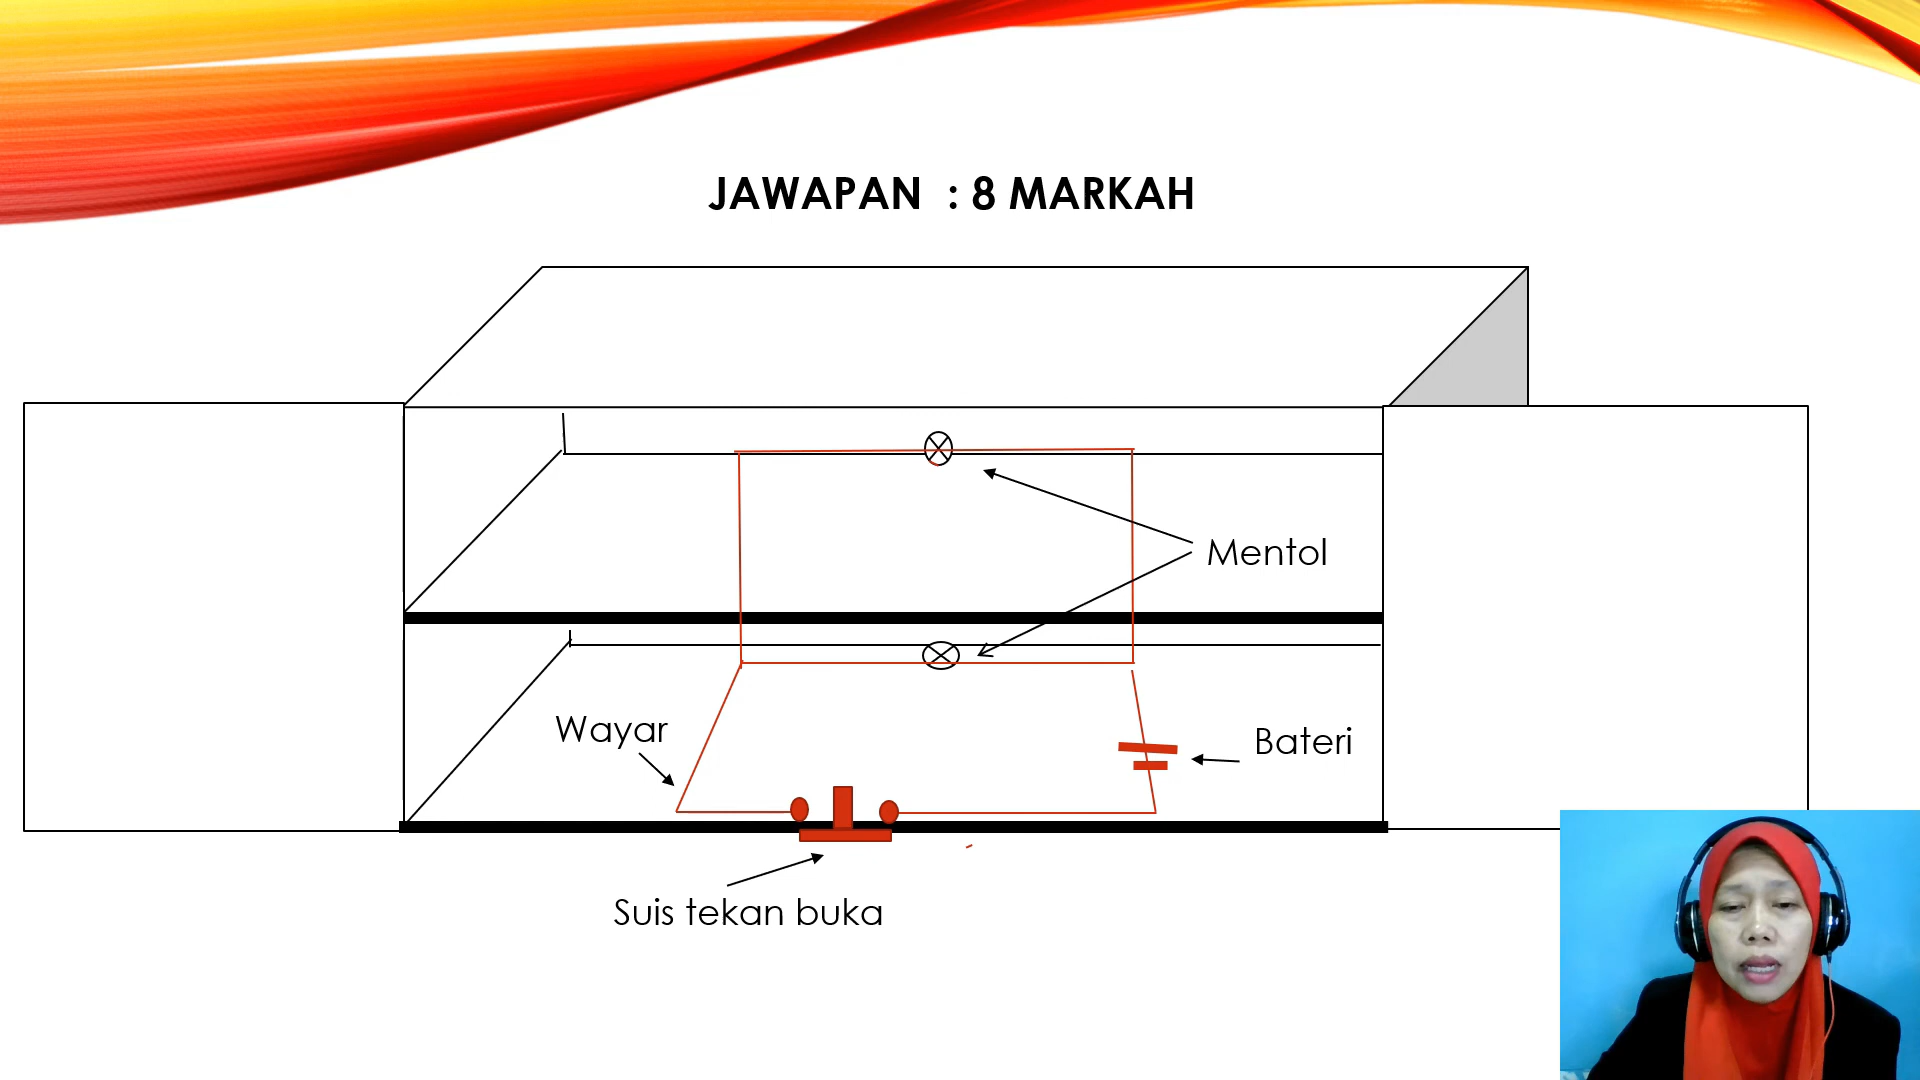 JAWAPAN : 8 MARKAH
Mentol
Wayar
Bateri
Suis tekan buka